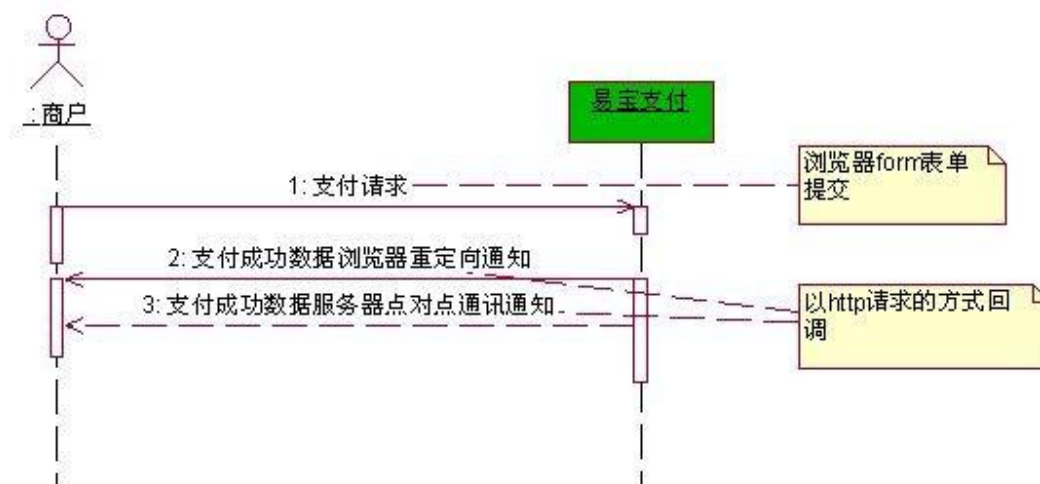 :商户
易宝支付
浏览器form表单
提交
1:支付请求
2:支付成功数据浏览器重定向通知
3:支付成功数据服务器点对点通讯通知
以http请求的方式回
调